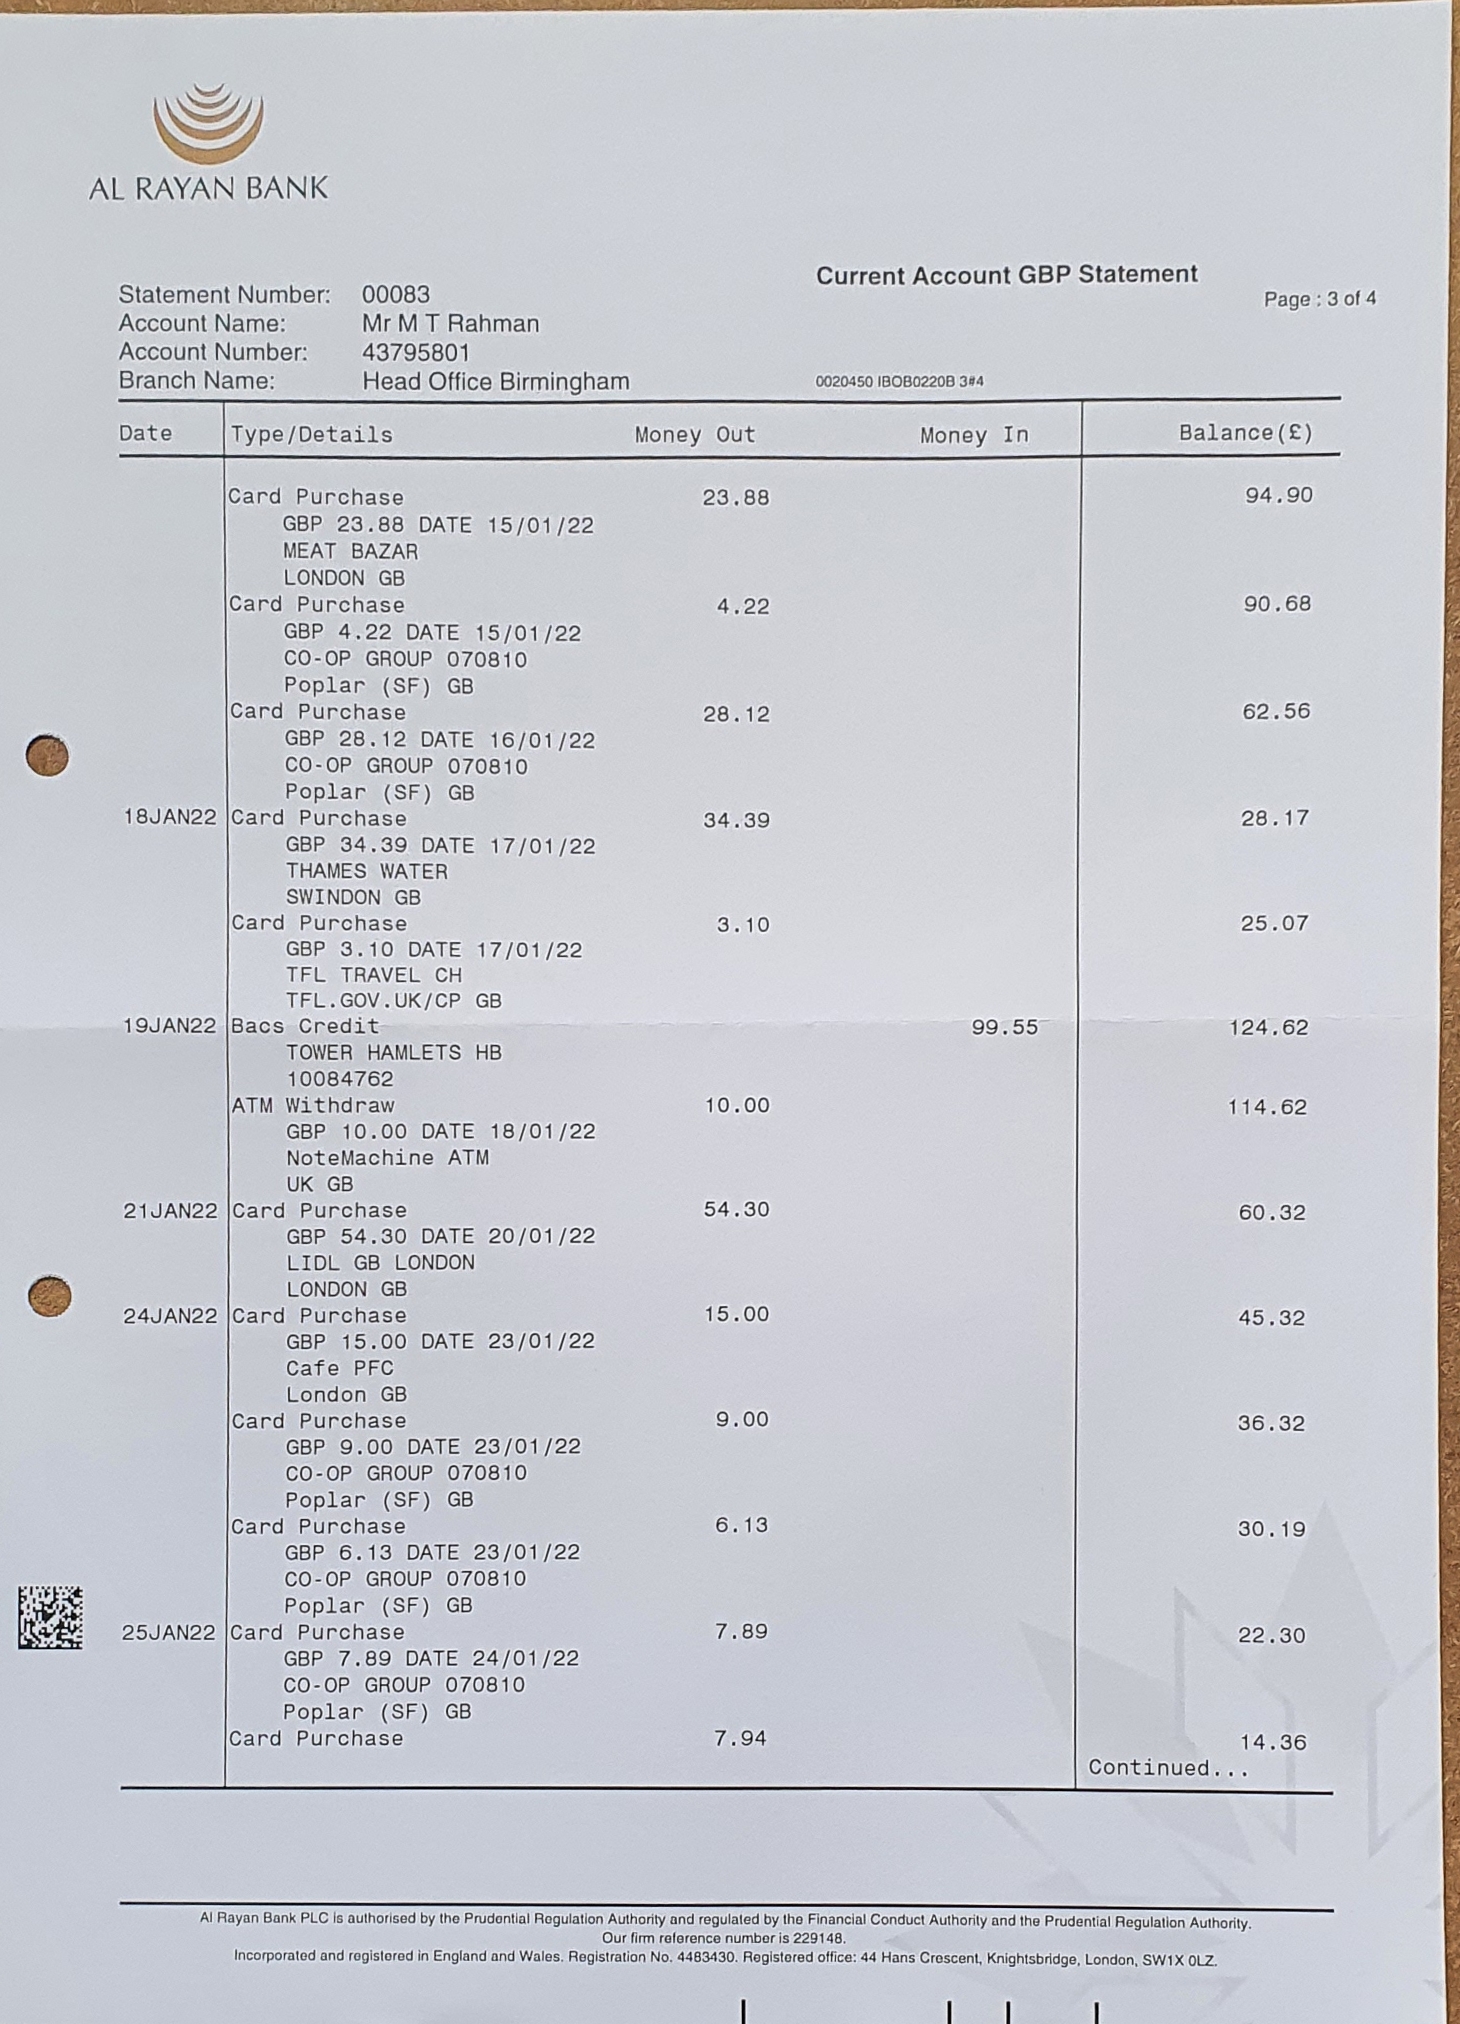 AL RAYAN BANK
Current Account GBP Statement
Page : 3 of 4
Statement Number: 00083
Account Name: Mr M T Rahman
Account Number: 43795801
Branch Name: Head Office Birmingham
0020450 IBOB0220B 3#4
Date Type/Details Money Out Money In Balance(£)
Card Purchase 23.88 94.90
GBP 23.88 DATE 15/01/22
MEAT BAZAR
LONDON GB
Card Purchase 4.22 90.68
GBP 4.22 DATE 15/01/22
CO-OP GROUP 070810
Poplar (SF) GB
Card Purchase 28.12 62.56
GBP 28.12 DATE 16/01/22
CO-OP GROUP 070810
Poplar (SF) GB
18JAN22 Card Purchase 34.39 28.17
GBP 34.39 DATE 17/01/22
THAMES WATER
SWINDON GB
Card Purchase 3.10 25.07
GBP 3.10 DATE 17/01/22
TFL TRAVEL CH
TFL.GOV.UK/CP GB
19JAN22 Bacs Credit 99.55 124.62
TOWER HAMLETS HB
10084762
ATM Withdraw 10.00 114.62
GBP 10.00 DATE 18/01/22
NoteMachine ATM
UK GB
21JAN22 Card Purchase 54.30 60.32
GBP 54.30 DATE 20/01/22
LIDL GB LONDON
LONDON GB
24JAN22 Card Purchase 15.00 45.32
GBP 15.00 DATE 23/01/22
Cafe PFC
London GB
Card Purchase 9.00 36.32
GBP 9.00 DATE 23/01/22
CO-OP GROUP 070810
Poplar (SF) GB
Card Purchase 6.13 30.19
GBP 6.13 DATE 23/01/22
CO-OP GROUP 070810
Poplar (SF) GB
25JAN22 Card Purchase 7.89 22.30
GBP 7.89 DATE 24/01/22
CO-OP GROUP 070810
Poplar (SF) GB
Card Purchase 7.94 14.36
Continued...
Al Rayan Bank PLC is authorised by the Prudential Regulation Authority and regulated by the Financial Conduct Authority and the Prudential Regulation Authority.
Our firm reference number is 229148.
Incorporated and registered in England and Wales. Registration No. 4483430. Registered office: 44 Hans Crescent, Knightsbridge, London, SW1X 0LZ.